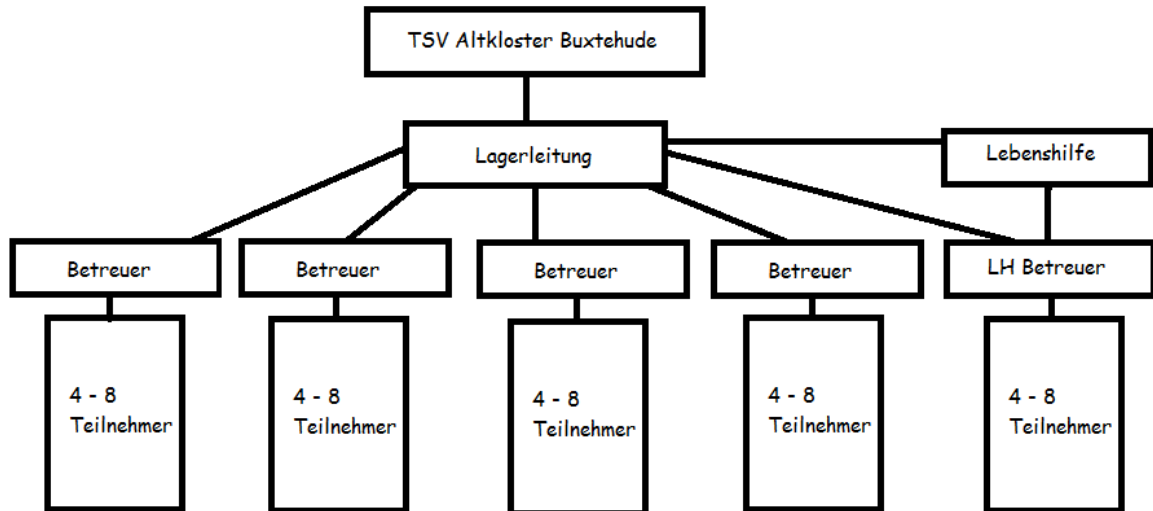 TSV Altkloster Buxtehude
Lagerleitung
Lebenshilfe
Betreuer
Betreuer
Betreuer
Betreuer
LH Betreuer
4 - 8
Teilnehmer
4 - 8
Teilnehmer
4 - 8
Teilnehmer
4 - 8
Teilnehmer
4 - 8
Teilnehmer